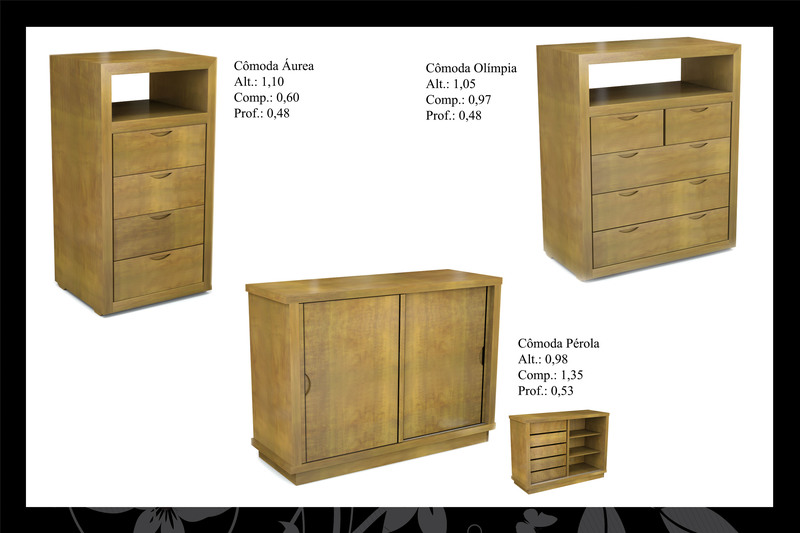 Cômoda Áurea
Alt.: 1,10
Comp.: 0,60
Prof.: 0,48
Cômoda Olímpia
Alt.: 1,05
Comp.: 0,97
Prof.: 0,48
Cômoda Pérola
Alt.: 0,98
Comp.: 1,35
Prof.: 0,53